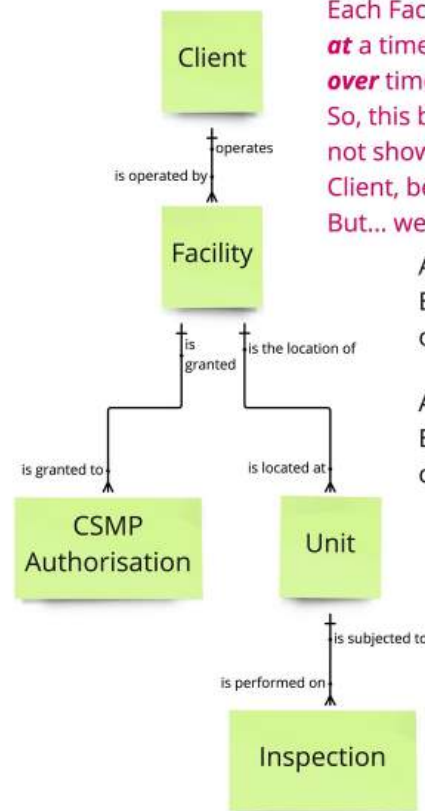 Each Fac
at a time
over time
So, this b
not show
Client, be
But... we
Client
operates
is operated by
Facility
is
granted
is the location of
is granted to
is located at
CSMP
Authorisation
Unit
is subjected to
is performed on
Inspection